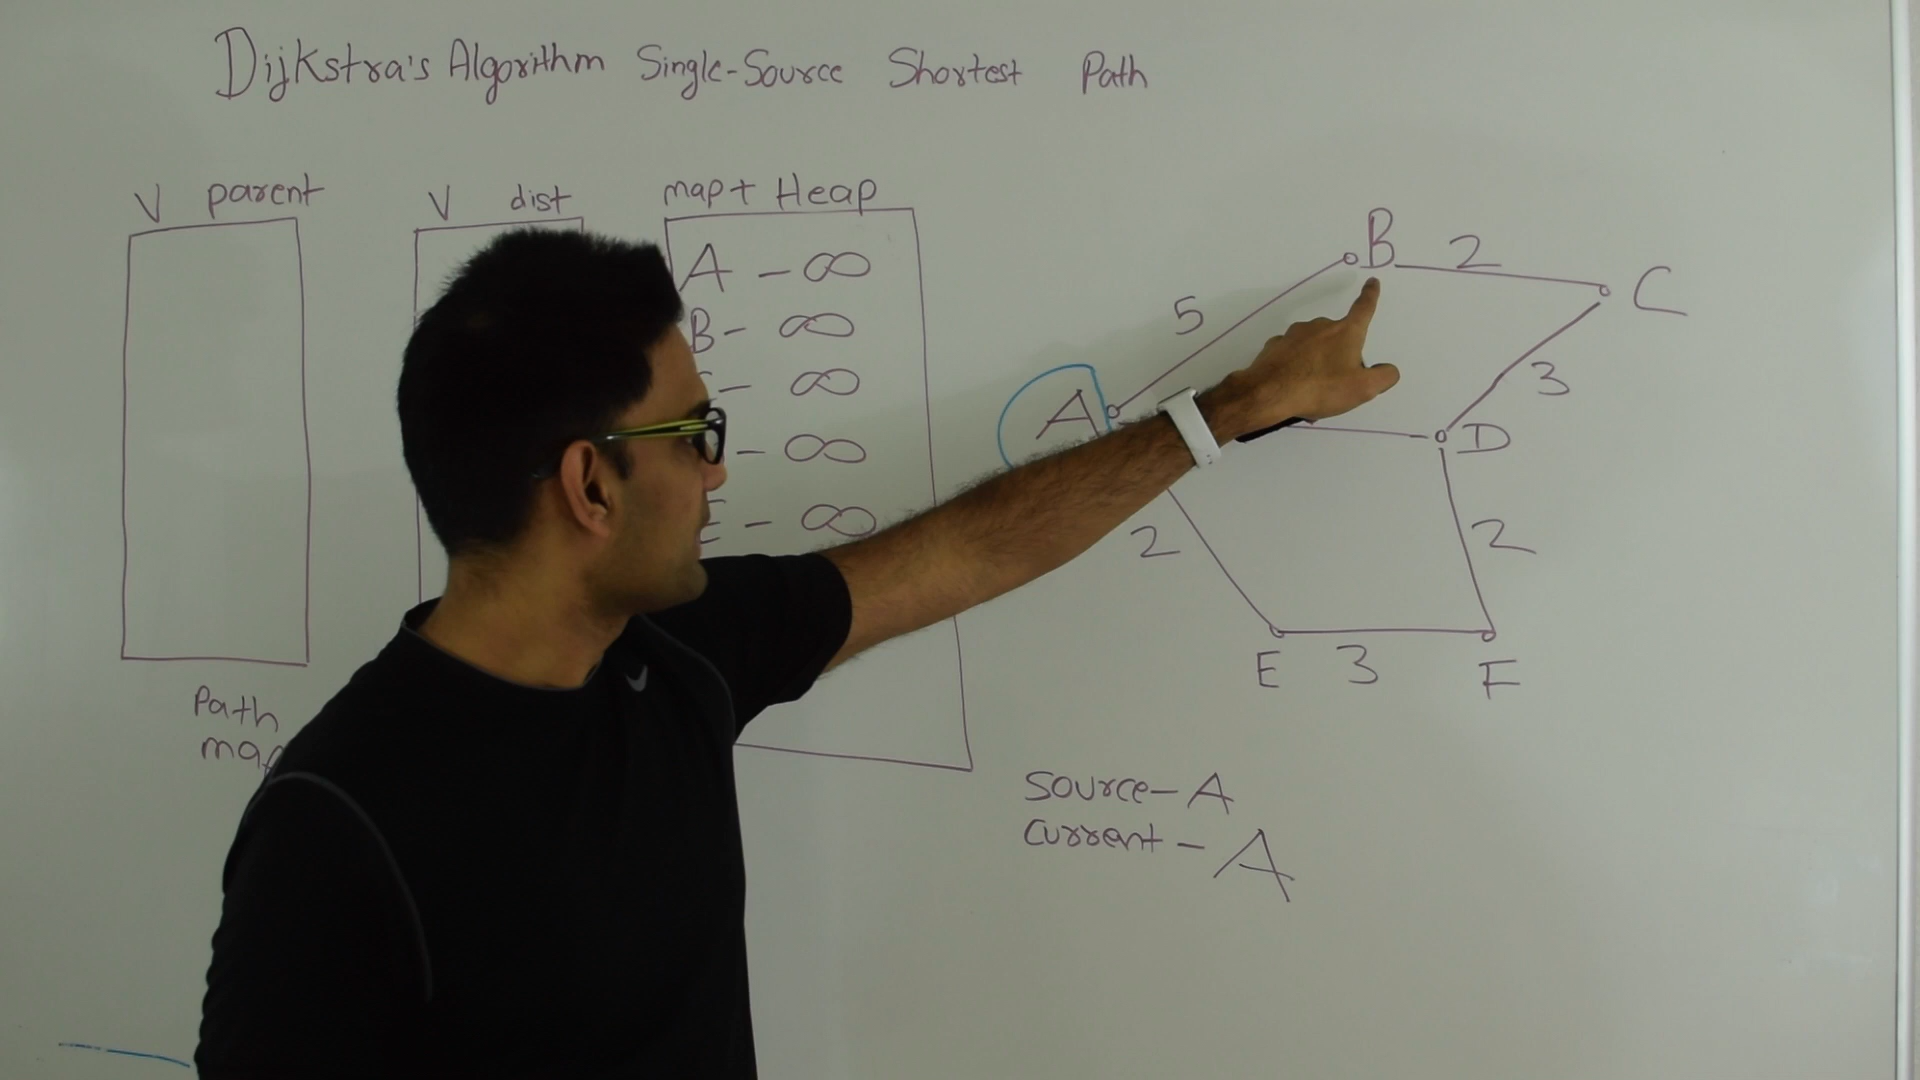 Dijkstra's Algorithm Single-Source Shortest Path
V parent
V dist
map+ Heap
A - ∞
B - ∞
- ∞
- ∞
E - ∞
Path
map
A
B
C
D
E
F
5
2
3
2
2
3
Source - A
Current - A